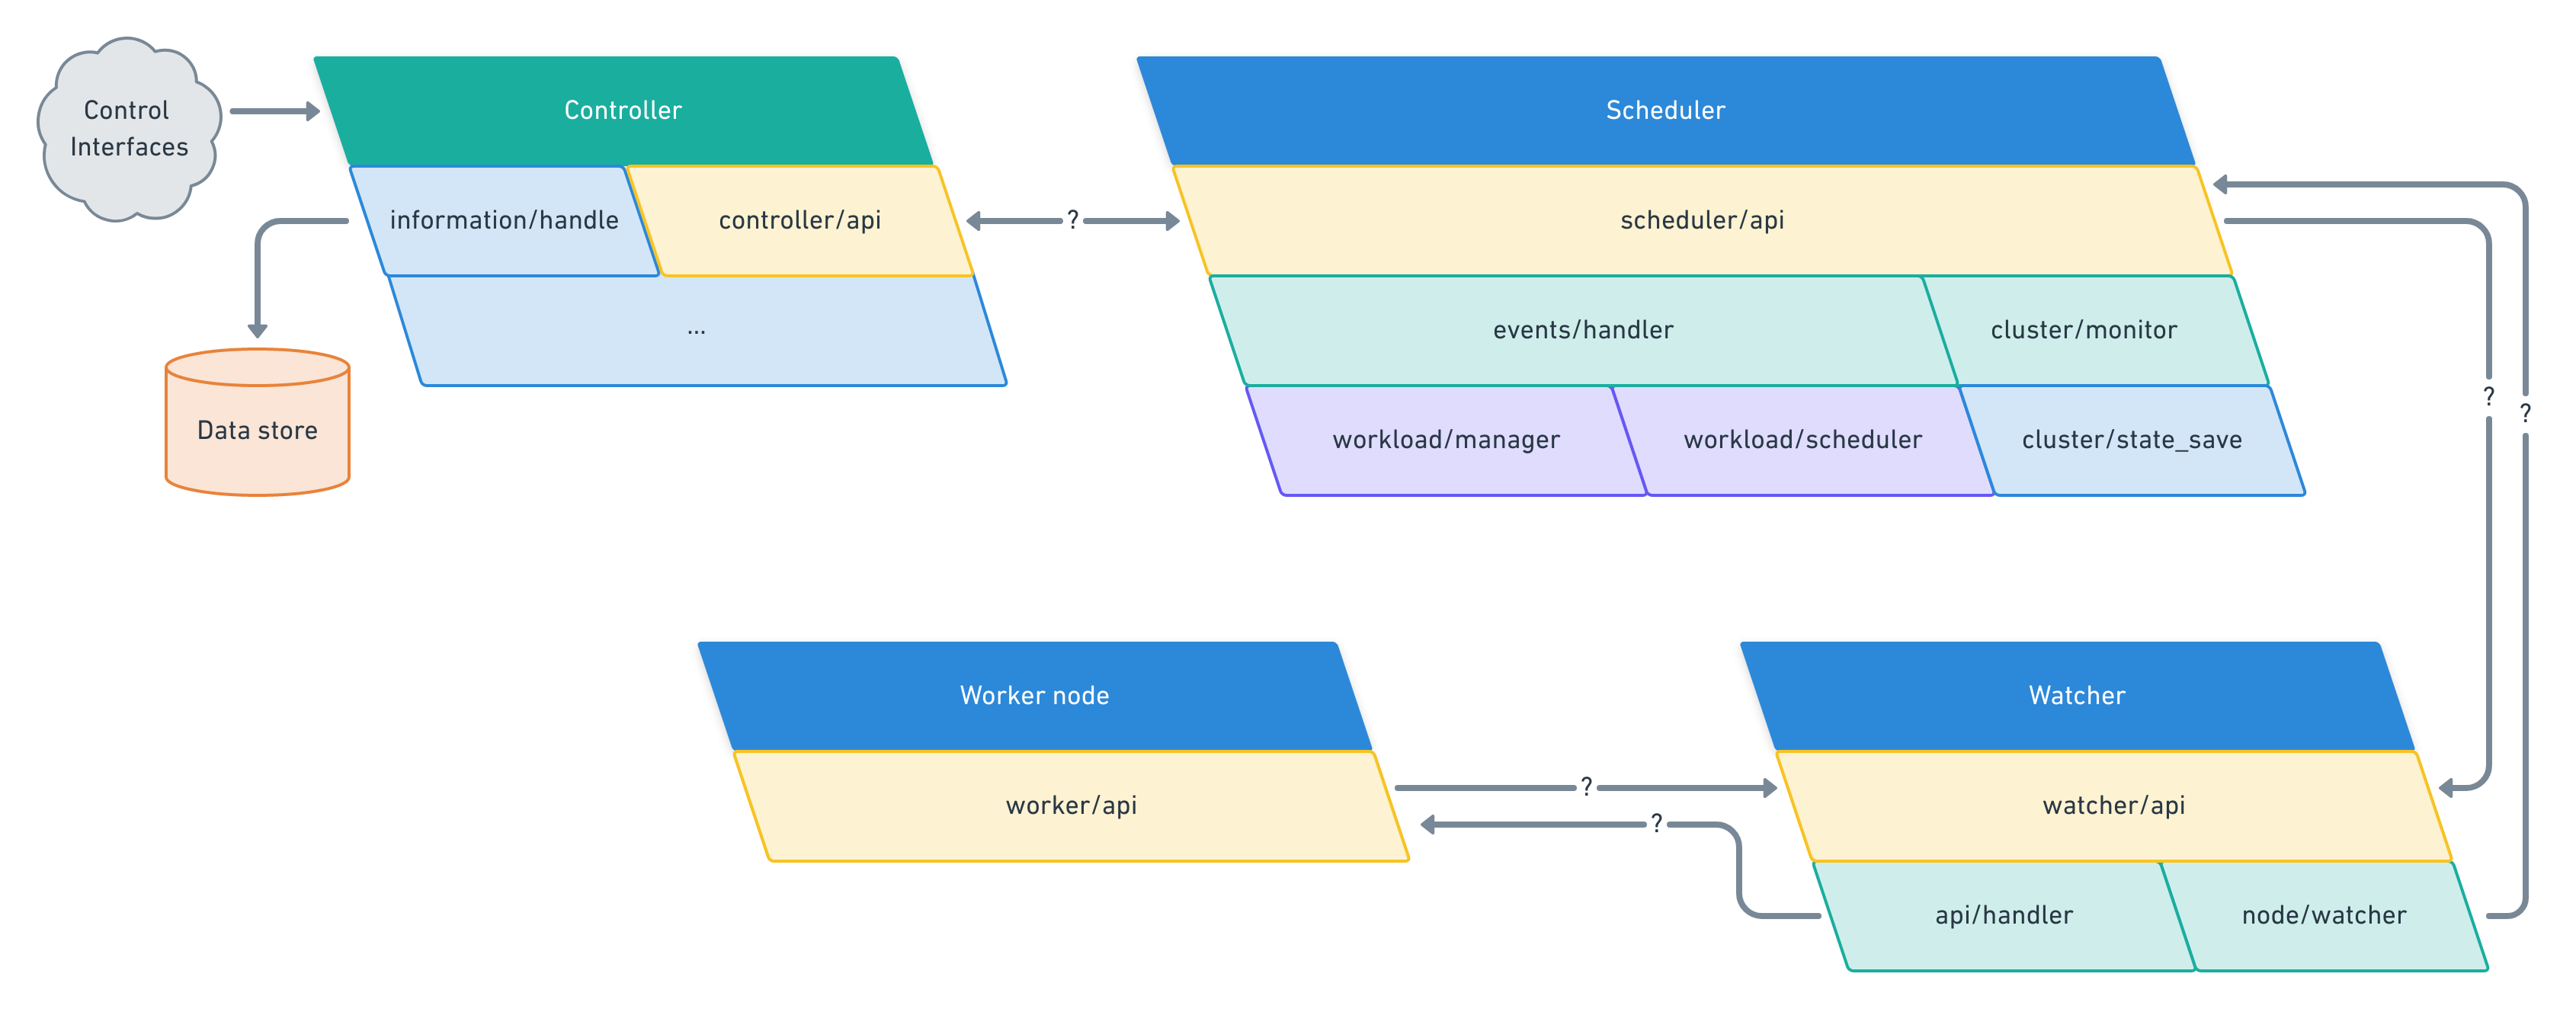 Control
Interfaces
Controller
information/handle
controller/api
...
Data store
?
Scheduler
scheduler/api
events/handler
cluster/monitor
workload/manager
workload/scheduler
cluster/state_save
?
?
Worker node
worker/api
?
?
Watcher
watcher/api
api/handler
node/watcher